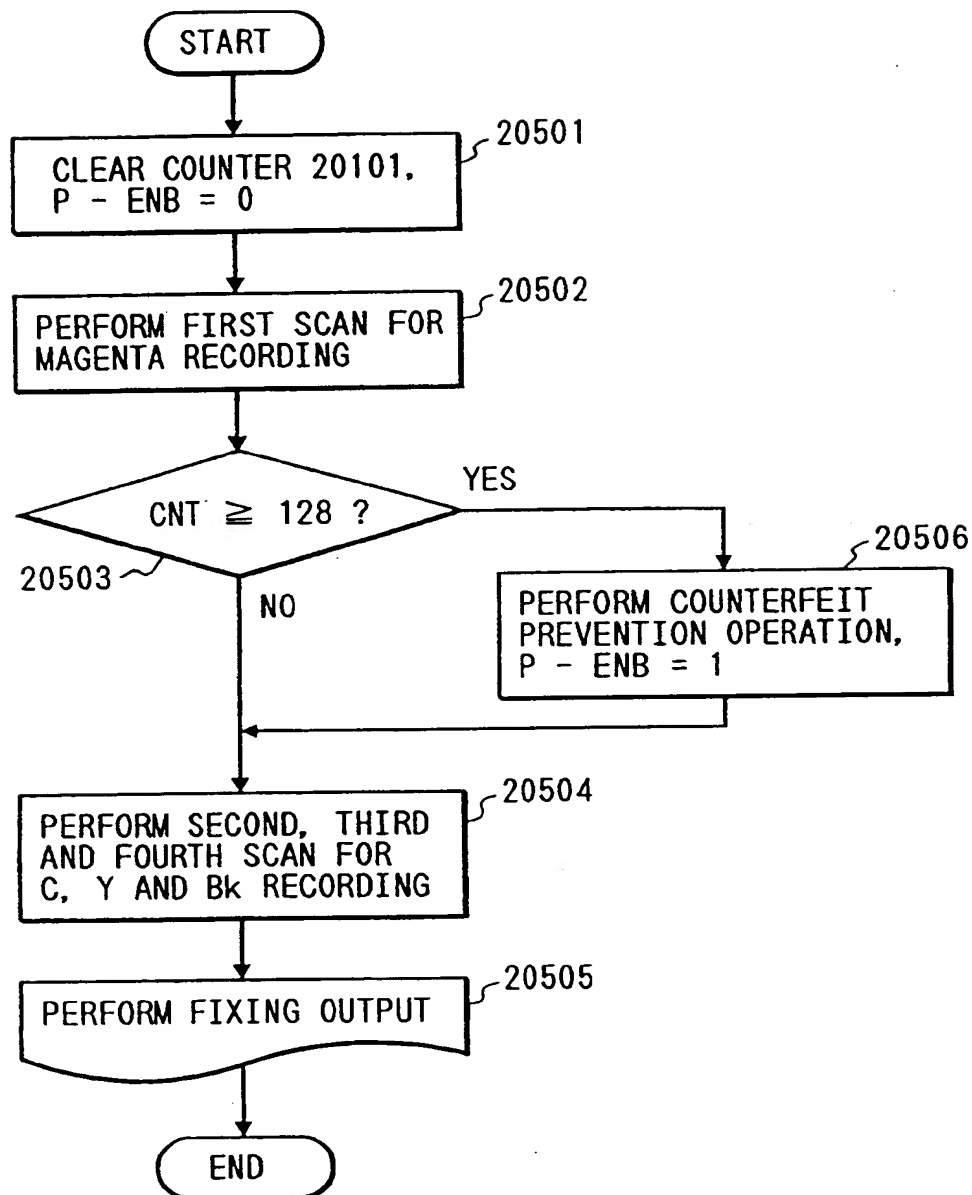 START
20501
CLEAR COUNTER 20101,
P - ENB = 0
20502
PERFORM FIRST SCAN FOR
MAGENTA RECORDING
CNT ≧ 128 ?
YES
20503
NO
20506
PERFORM COUNTERFEIT
PREVENTION OPERATION,
P - ENB = 1
20504
PERFORM SECOND, THIRD
AND FOURTH SCAN FOR
C, Y AND Bk RECORDING
20505
PERFORM FIXING OUTPUT
END